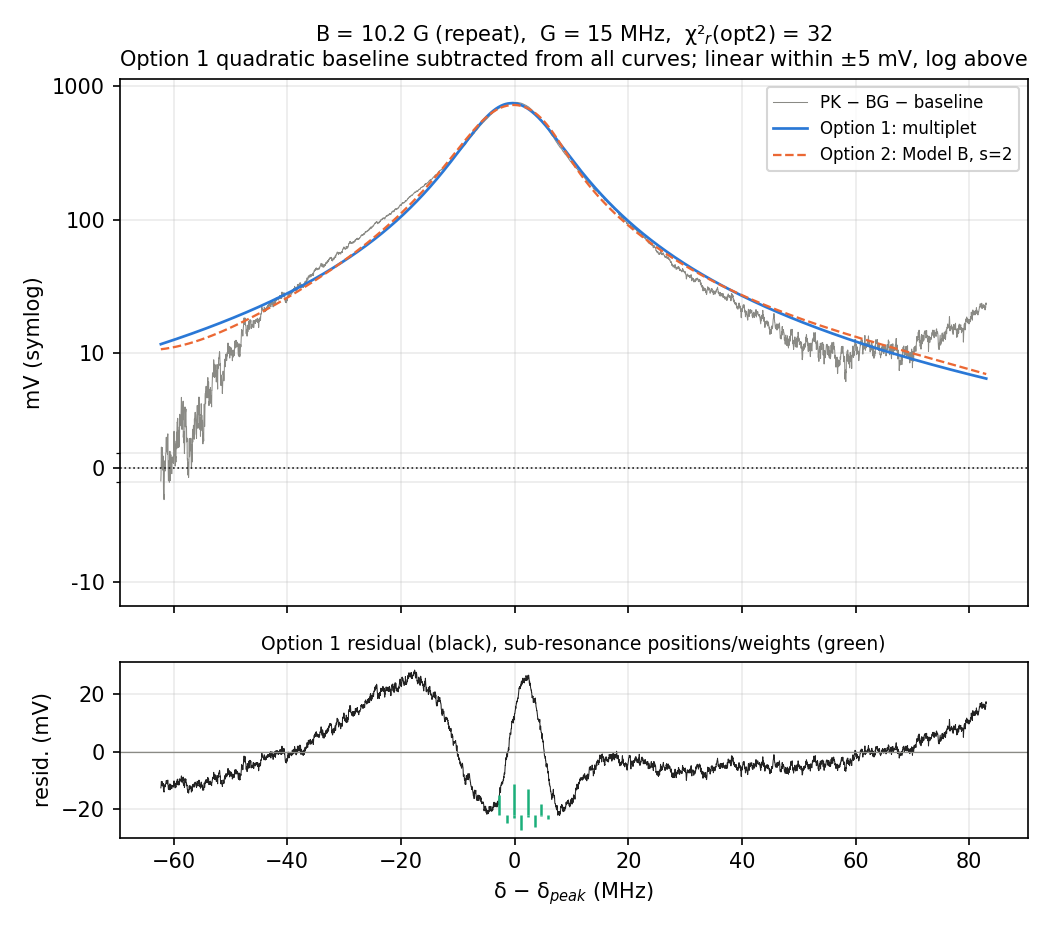 B = 10.2 G (repeat),  G = 15 MHz,  χ²ᵣ(opt2) = 32
Option 1 quadratic baseline subtracted from all curves; linear within ±5 mV, log above
1000
100
10
0
-10
mV (symlog)
PK − BG − baseline
Option 1: multiplet
Option 2: Model B, s=2
Option 1 residual (black), sub-resonance positions/weights (green)
20
0
−20
resid. (mV)
−60 −40 −20 0 20 40 60 80
δ − δpeak (MHz)